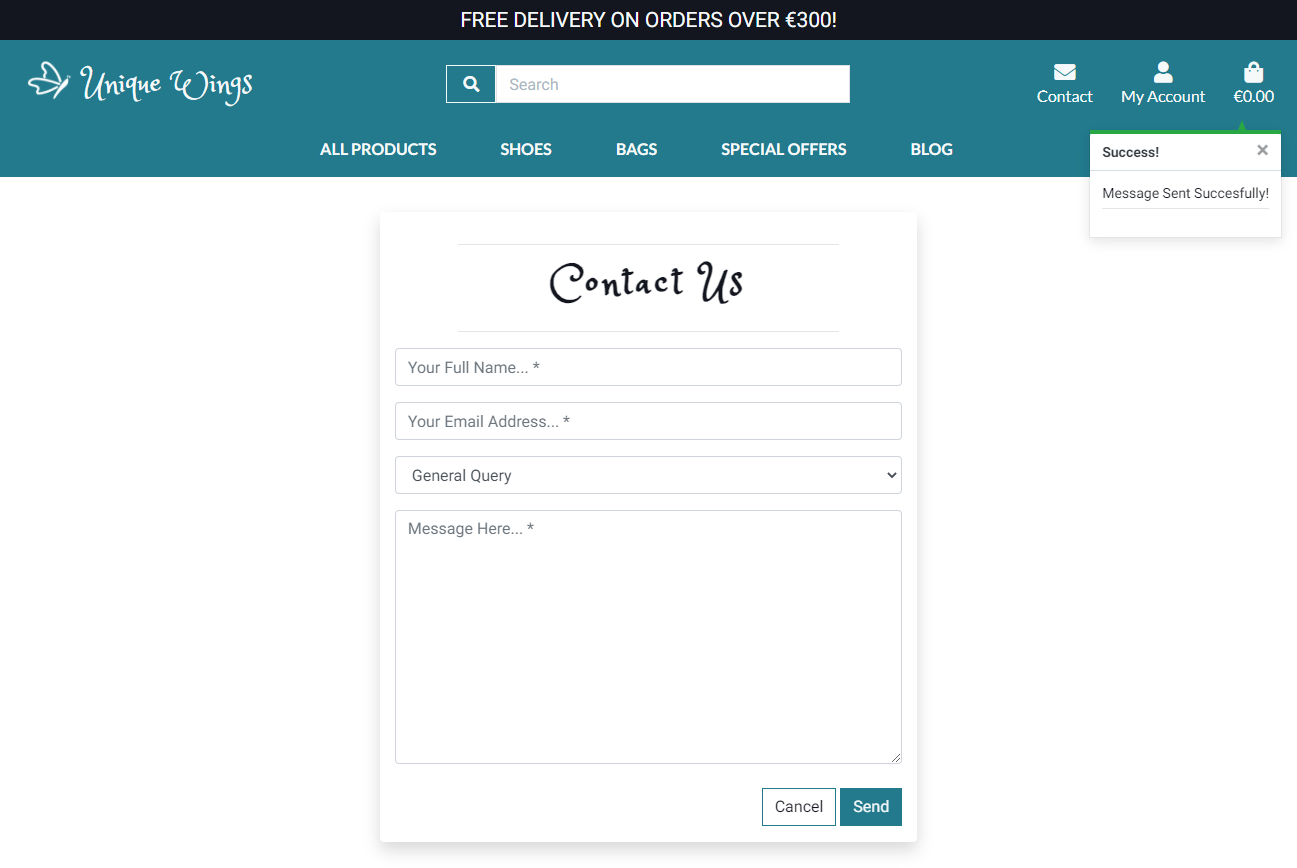 FREE DELIVERY ON ORDERS OVER €300!
Unique Wings
Search
Contact
My Account
€0.00
ALL PRODUCTS
SHOES
BAGS
SPECIAL OFFERS
BLOG
Success!
×
Message Sent Succesfully!
Contact Us
Your Full Name... *
Your Email Address... *
General Query
Message Here... *
Cancel
Send